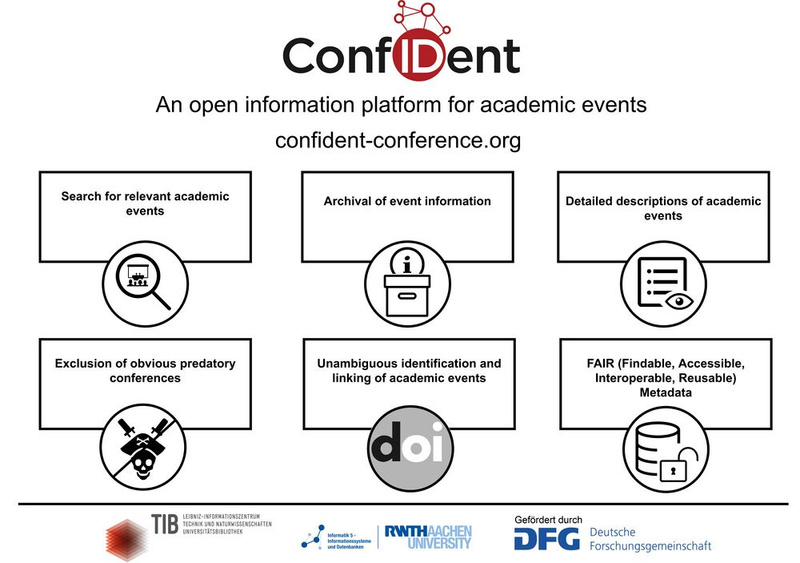 ConfIDent
An open information platform for academic events
confident-conference.org
Search for relevant academic
events
Archival of event information
i
Detailed descriptions of academic
events
Exclusion of obvious predatory
conferences
Unambiguous identification and
linking of academic events
doi
FAIR (Findable, Accessible,
Interoperable, Reusable)
Metadata
TIB
LEIBNIZ-INFORMATIONSZENTRUM
TECHNIK UND NATURWISSENSCHAFTEN
UNIVERSITÄTSBIBLIOTHEK
Informatik 5 -
Informationssysteme
und Datenbanken
RWTHAACHEN
UNIVERSITY
Gefördert durch
DFG
Deutsche
Forschungsgemeinschaft